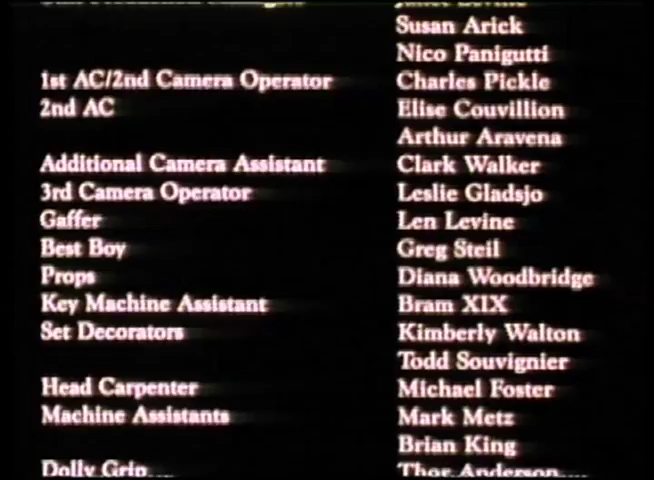 Susan Arick
Nico Panigutti
1st AC/2nd Camera Operator Charles Pickle
2nd AC Elise Couvillion
Arthur Aravena
Additional Camera Assistant Clark Walker
3rd Camera Operator Leslie Gladsjo
Gaffer Len Levine
Best Boy Greg Steil
Props Diana Woodbridge
Key Machine Assistant Bram XIX
Set Decorators Kimberly Walton
Todd Souvignier
Head Carpenter Michael Foster
Machine Assistants Mark Metz
Brian King
Dolly Grip Thor Anderson